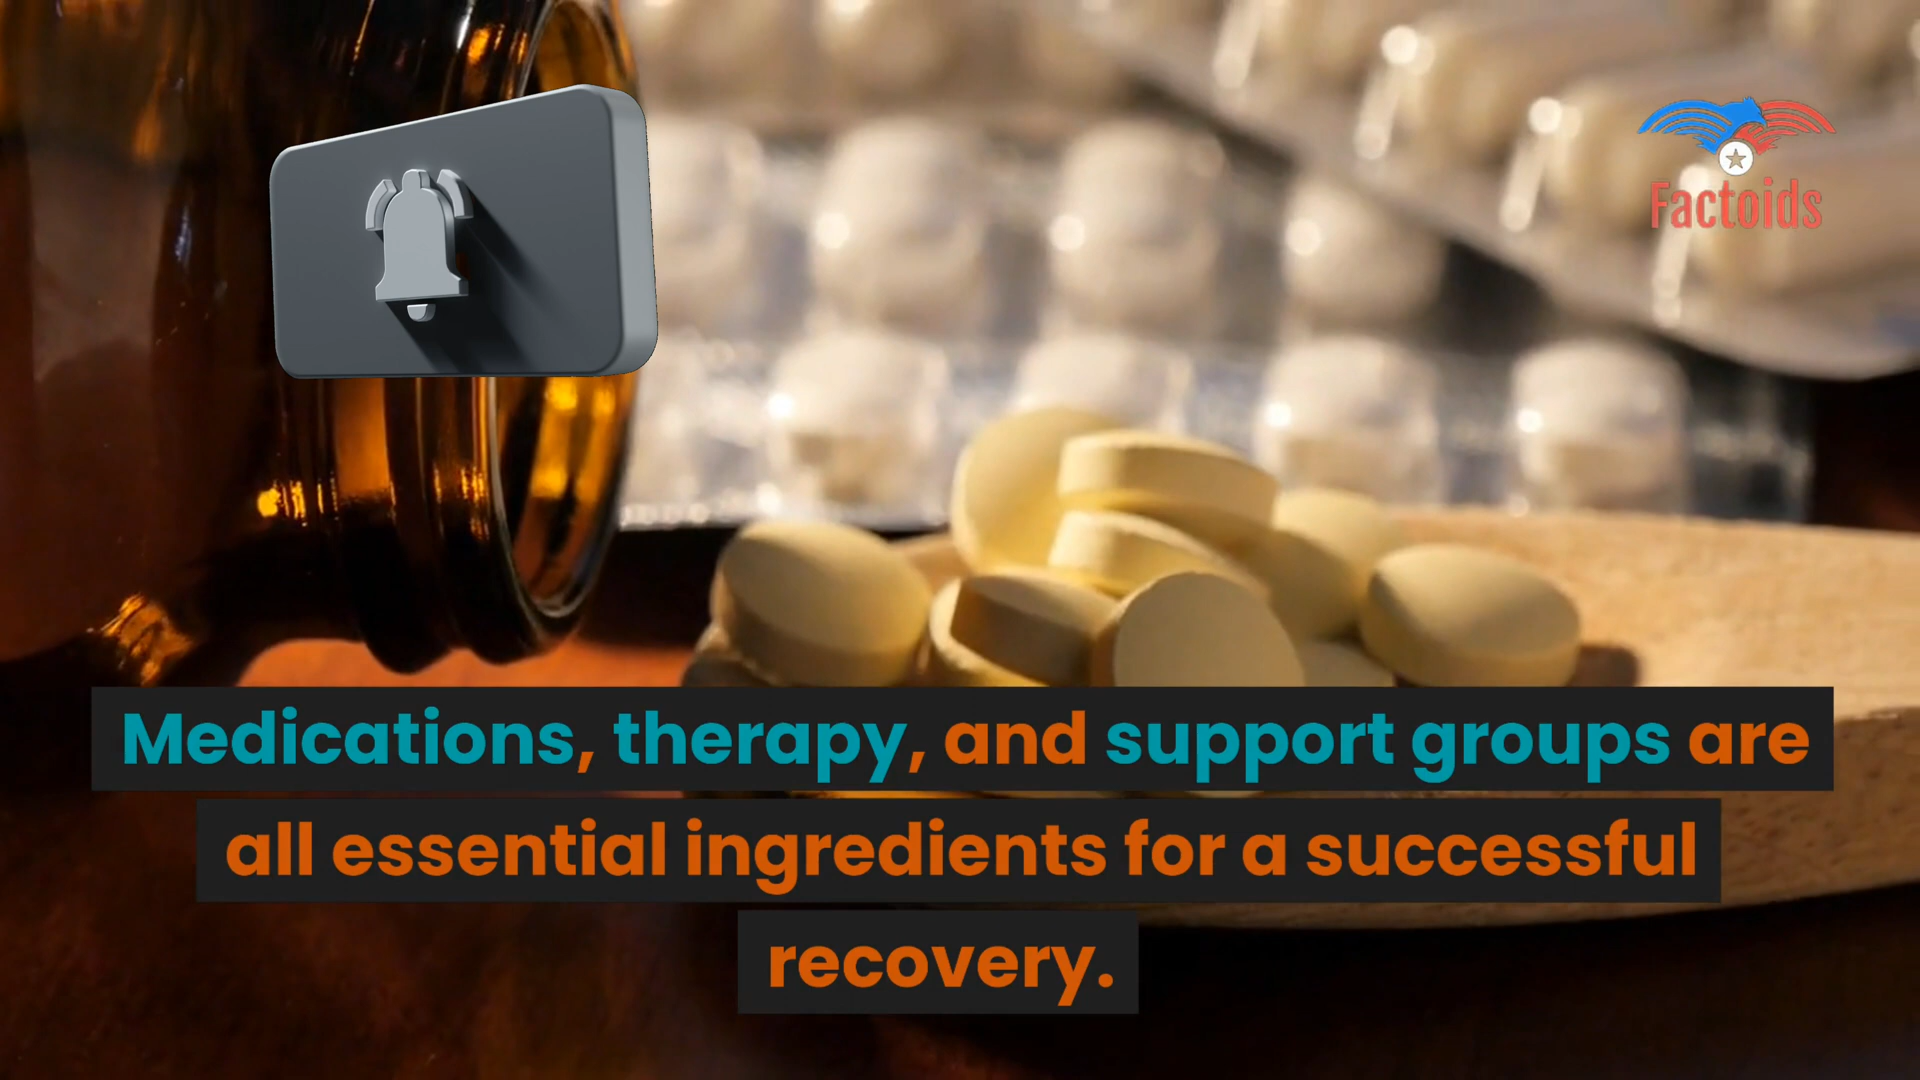 Factoids
Medications, therapy, and support groups are
all essential ingredients for a successful
recovery.